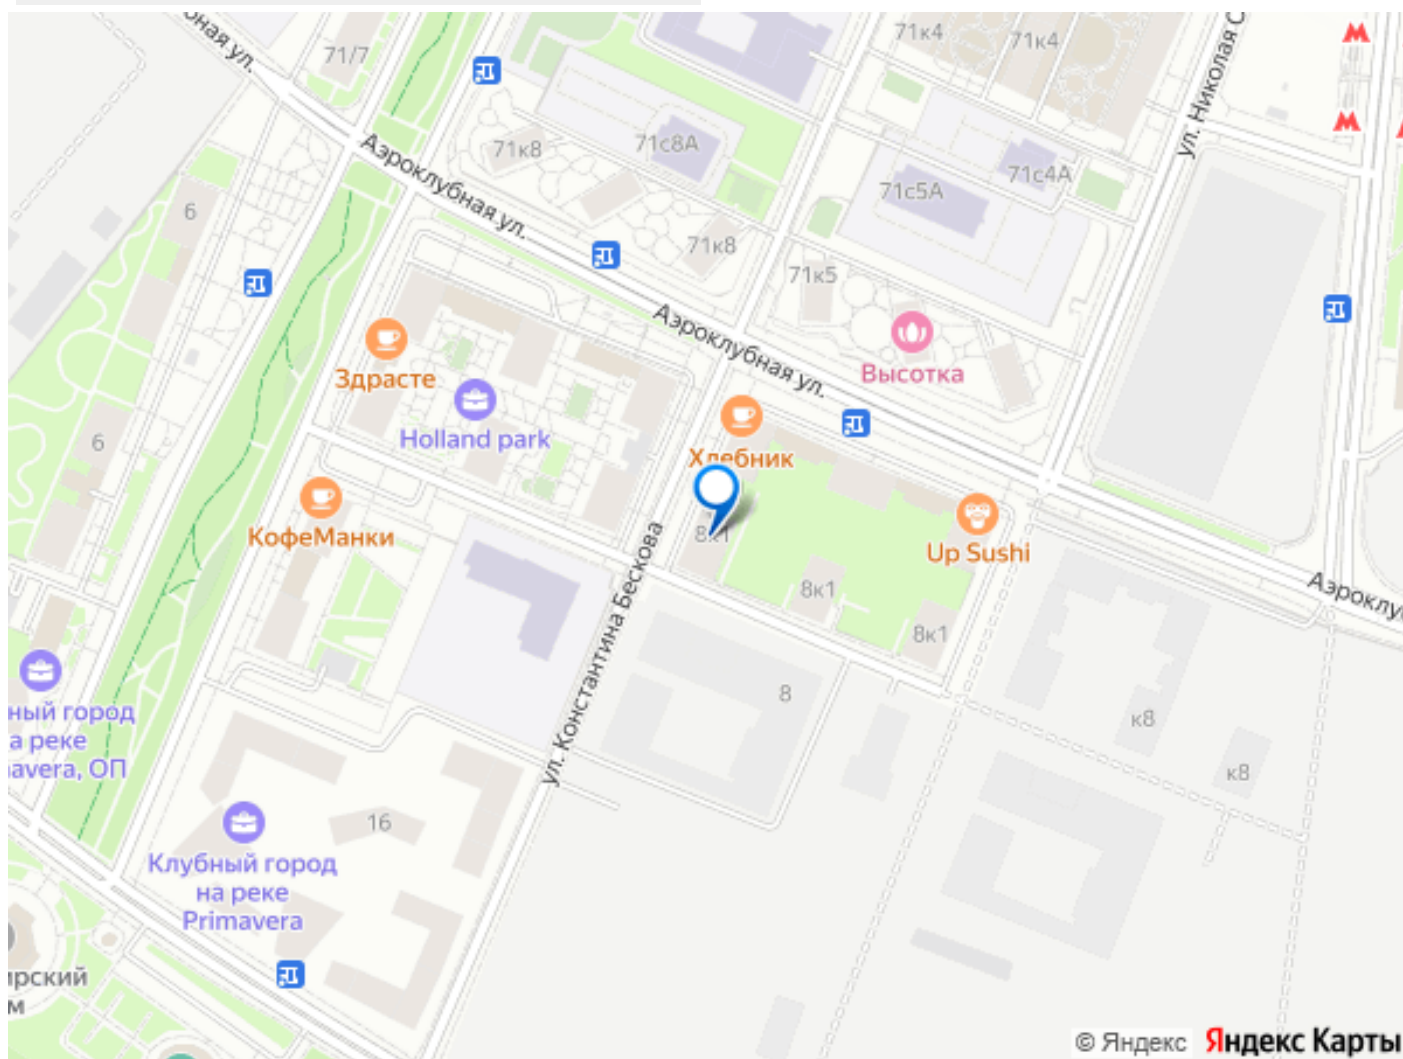 71/7
71к4
71к4
ул. Николая С
71к8
71с8А
71с4А
71с5А
Аэроклубная ул.
6
71к8
71к5
Аэроклубная ул.
Высотка
Здрасте
Holland park
6
Хлебник
КофеМанки
8к1
Up Sushi
ул. Константина Бескова
8к1
8к1
Аэроклу
8
к8
к8
ный город
а реке
avera, ОП
16
Клубный город
на реке
Primavera
ирский
м
© Яндекс
Яндекс Карты
ная ул.